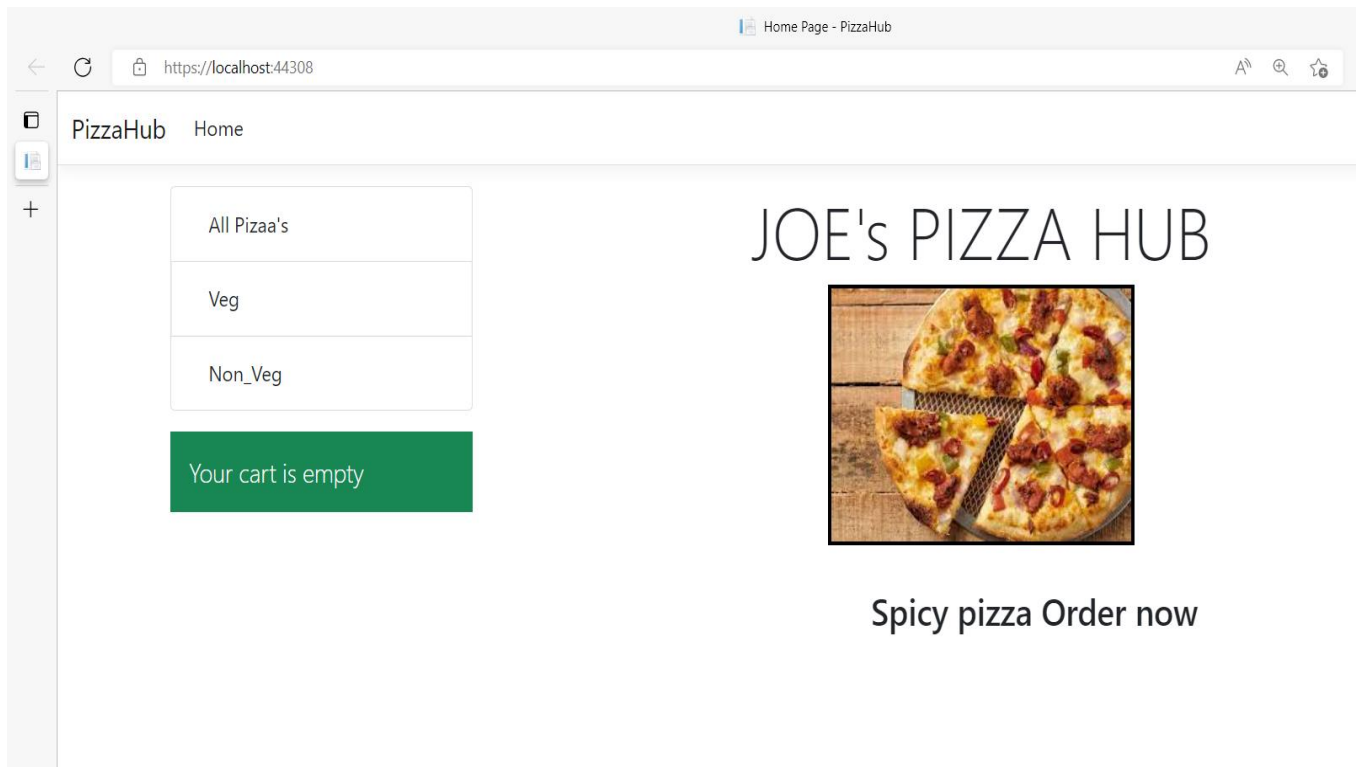 Home Page - PizzaHub
https://localhost:44308
PizzaHub Home
All Pizaa's
Veg
Non_Veg
Your cart is empty
JOE's PIZZA HUB
Spicy pizza Order now